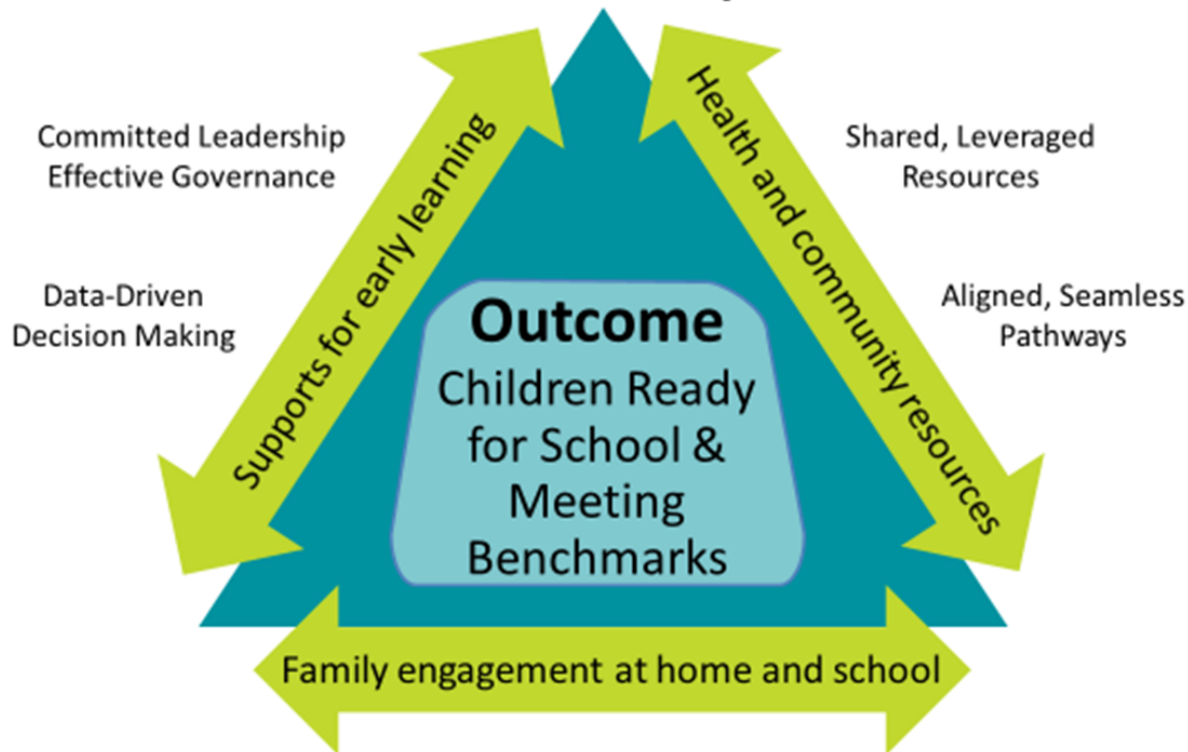 Committed Leadership
Effective Governance
Shared, Leveraged
Resources
Data-Driven
Decision Making
Aligned, Seamless
Pathways
Supports for early learning
Health and community resources
Outcome
Children Ready
for School &
Meeting
Benchmarks
Family engagement at home and school